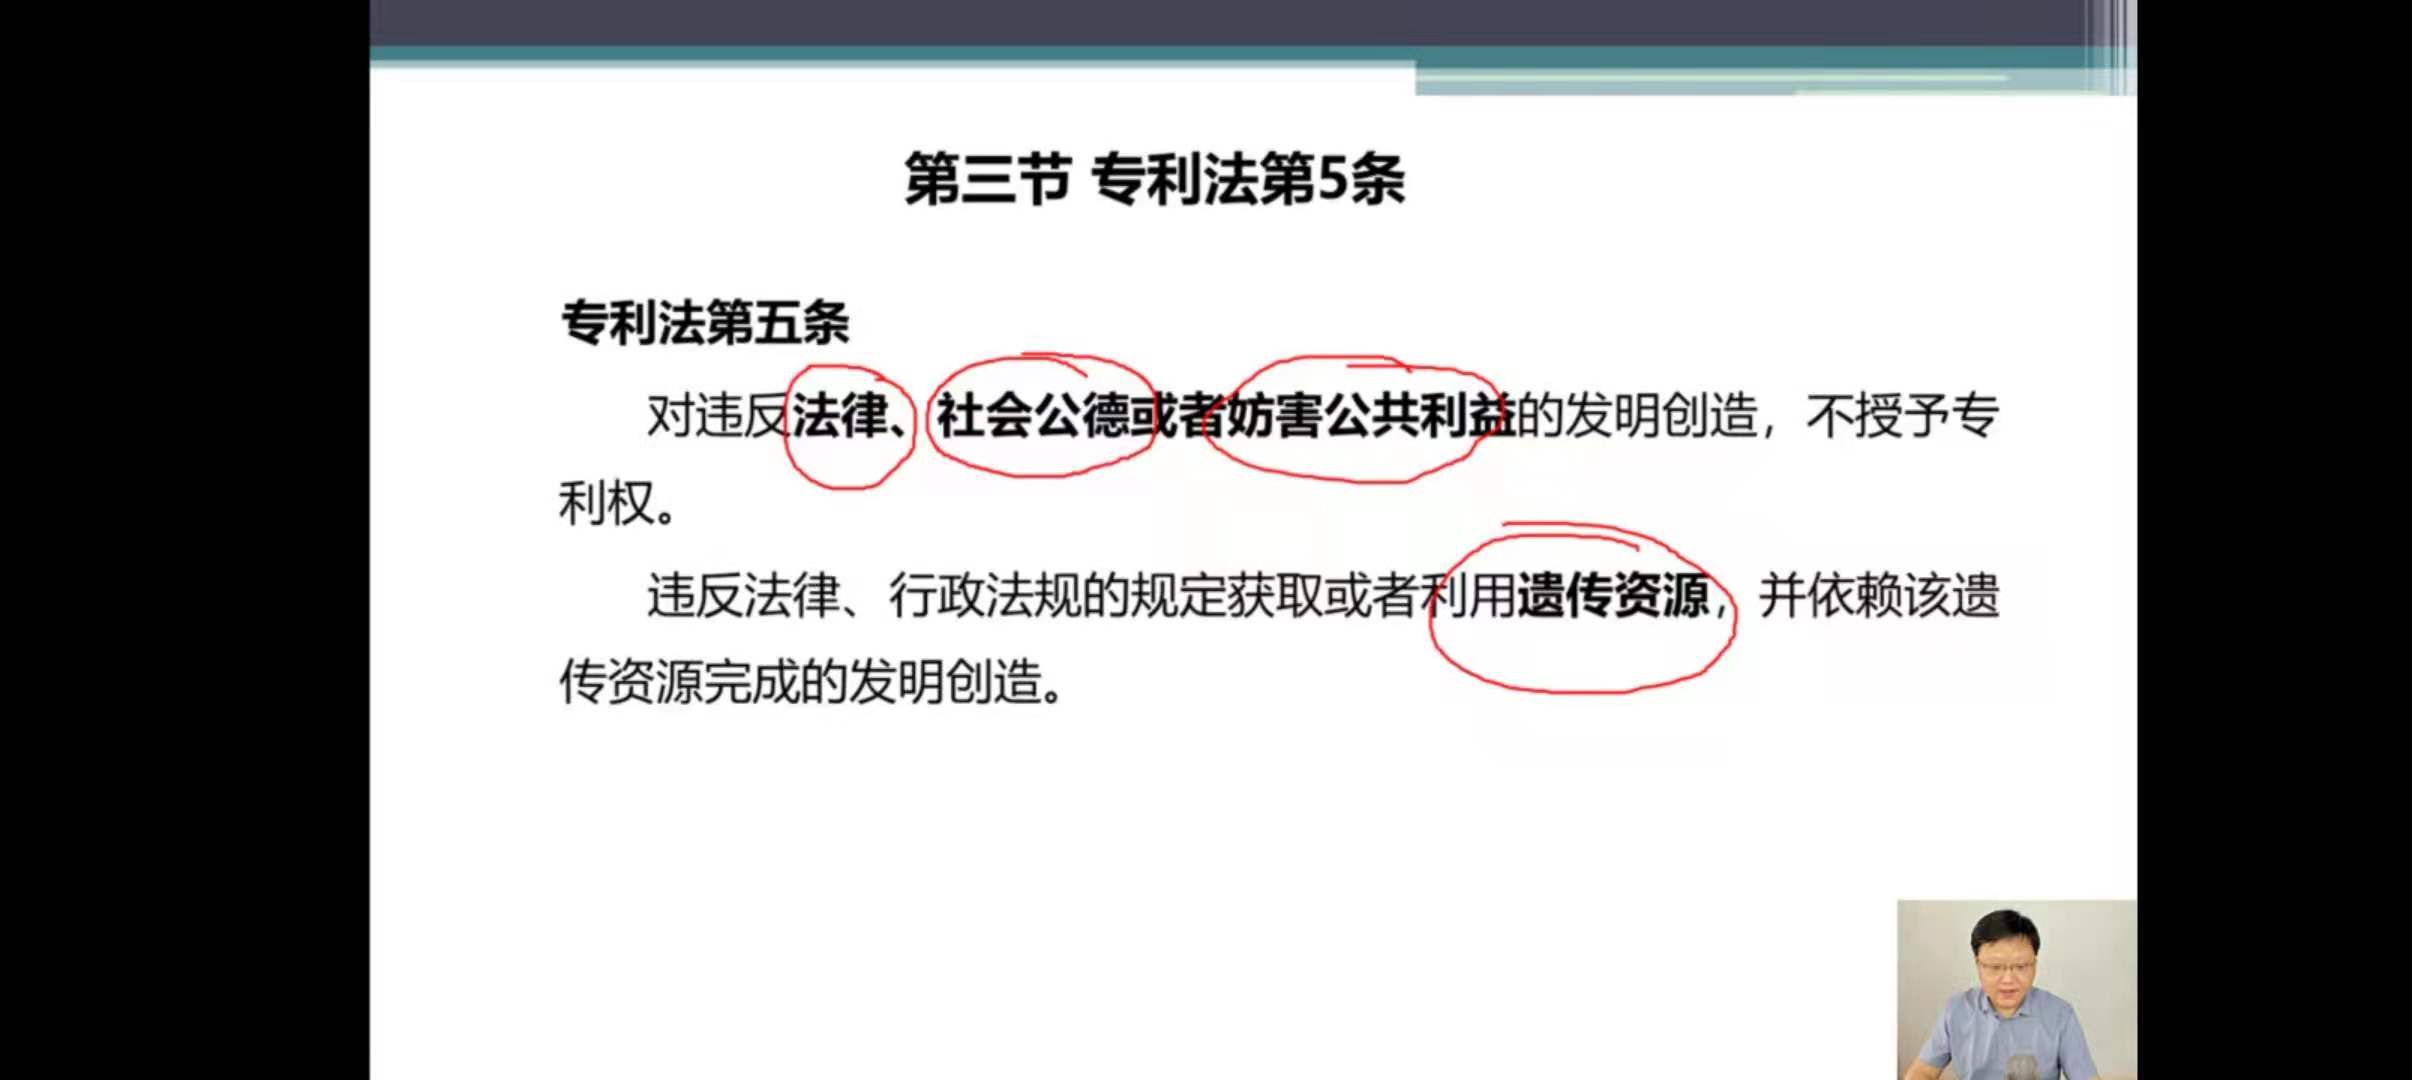 第三节 专利法第5条
专利法第五条
对违反法律、社会公德或者妨害公共利益的发明创造，不授予专
利权。
违反法律、行政法规的规定获取或者利用遗传资源，并依赖该遗
传资源完成的发明创造。